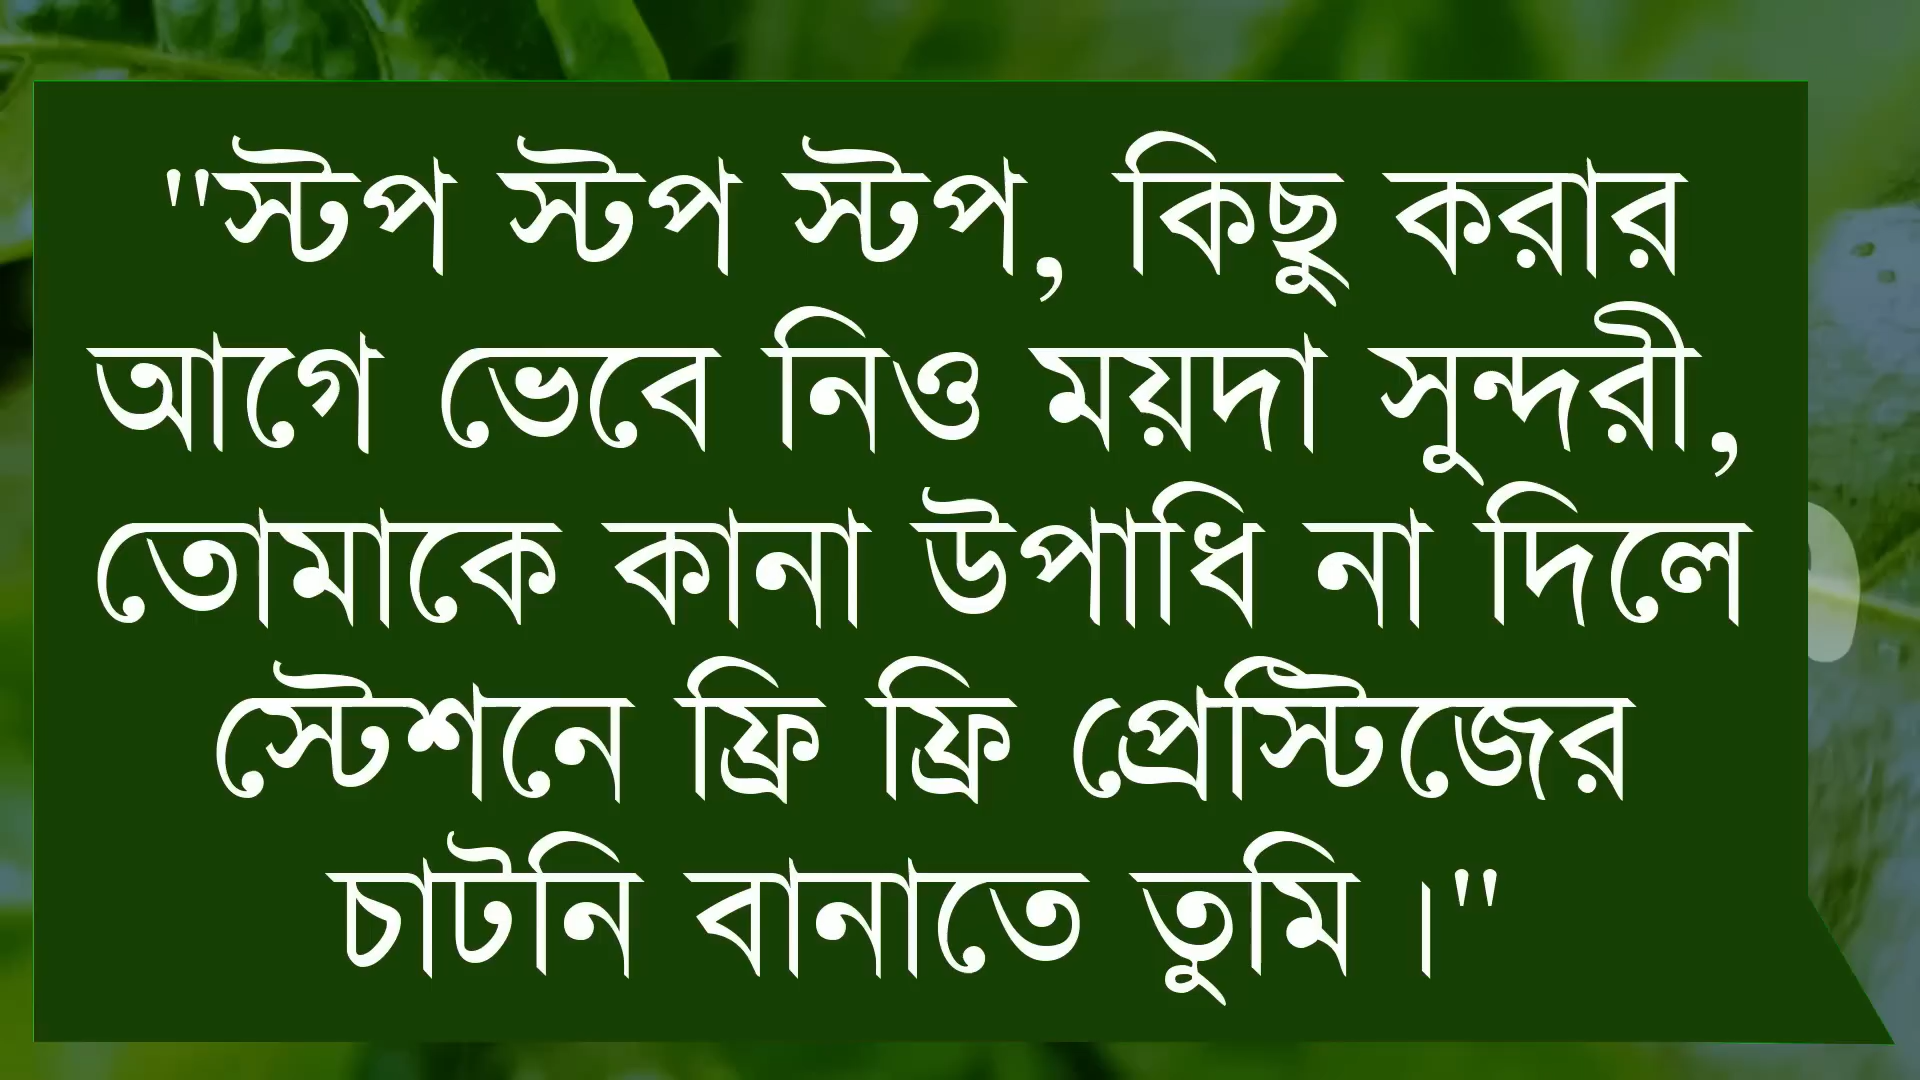 "স্টপ স্টপ স্টপ, কিছু করার
আগে ভেবে নিও ময়দা সুন্দরী,
তোমাকে কানা উপাধি না দিলে
স্টেশনে ফ্রি ফ্রি প্রেস্টিজের
চাটনি বানাতে তুমি।"